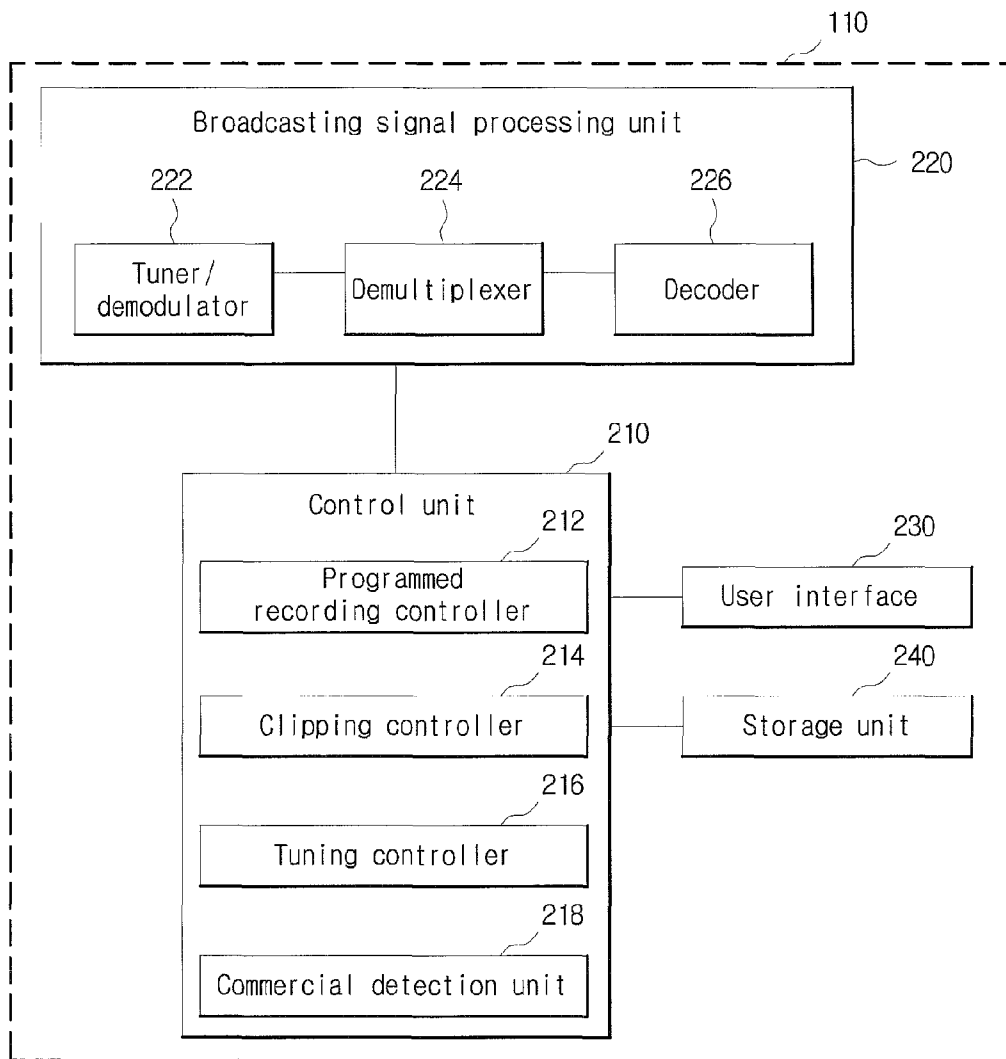 110
Broadcasting signal processing unit
220
222
224
226
Tuner/
demodulator
Demultiplexer
Decoder
210
Control unit
212
Programmed
recording controller
230
User interface
214
Clipping controller
240
Storage unit
216
Tuning controller
218
Commercial detection unit